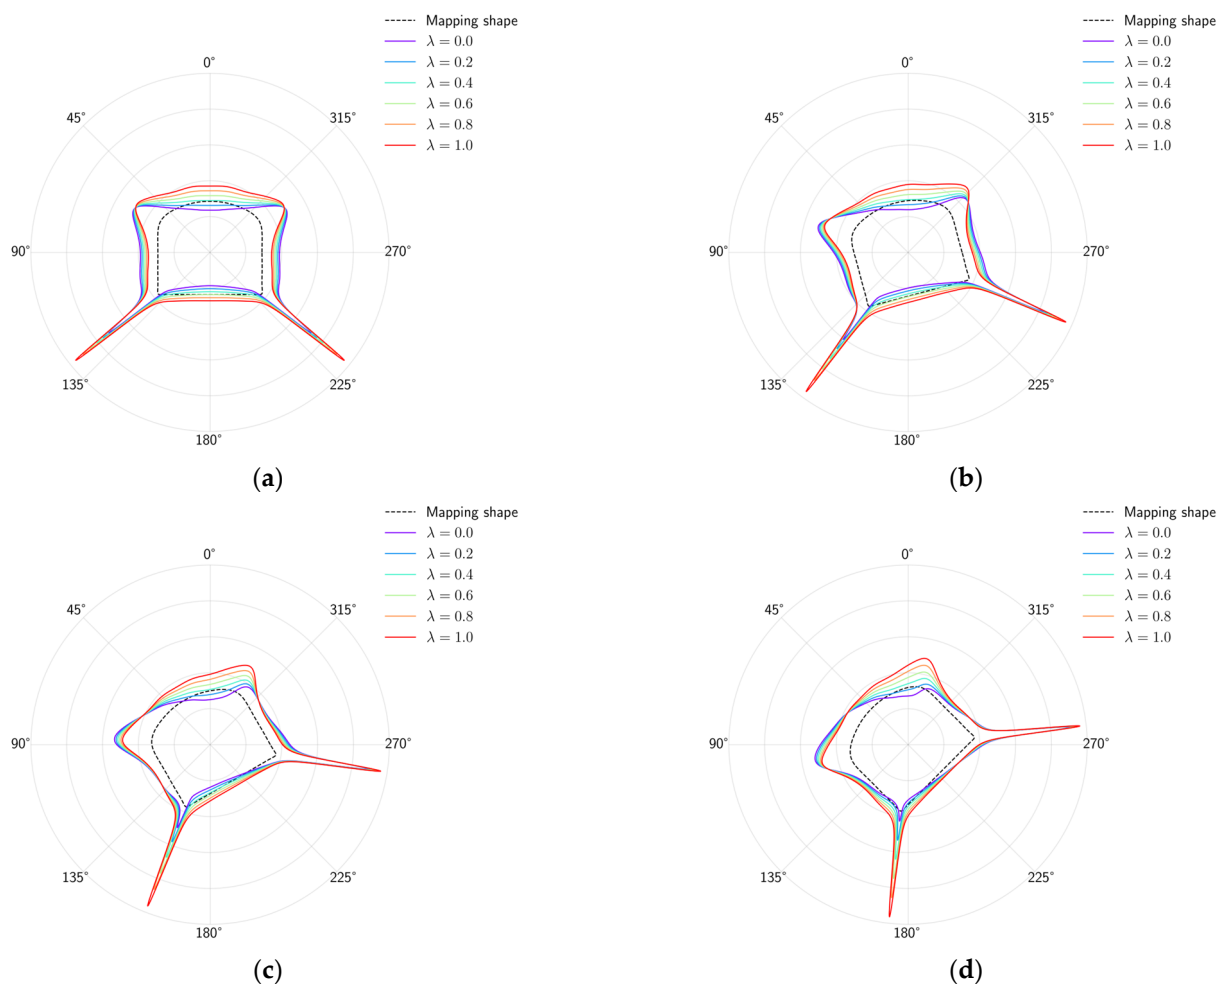 Mapping shape
λ = 0.0
λ = 0.2
λ = 0.4
λ = 0.6
λ = 0.8
λ = 1.0
0°
45°
315°
90°
270°
135°
225°
180°
(a)
Mapping shape
λ = 0.0
λ = 0.2
λ = 0.4
λ = 0.6
λ = 0.8
λ = 1.0
0°
45°
315°
90°
270°
135°
225°
180°
(b)
Mapping shape
λ = 0.0
λ = 0.2
λ = 0.4
λ = 0.6
λ = 0.8
λ = 1.0
0°
45°
315°
90°
270°
135°
225°
180°
(c)
Mapping shape
λ = 0.0
λ = 0.2
λ = 0.4
λ = 0.6
λ = 0.8
λ = 1.0
0°
45°
315°
90°
270°
135°
225°
180°
(d)